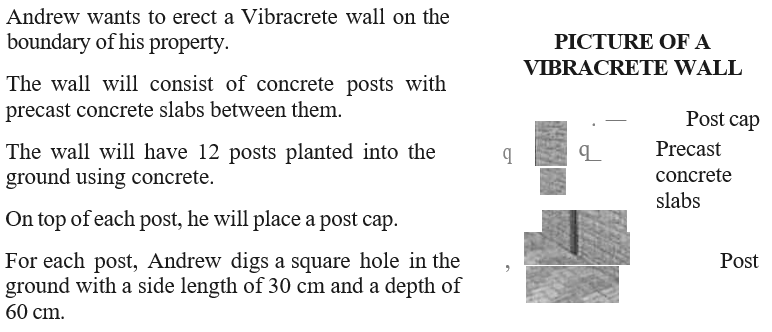 Andrew wants to erect a Vibracrete wall on the
boundary of his property.
The wall will consist of concrete posts with
precast concrete slabs between them.
The wall will have 12 posts planted into the
ground using concrete.
On top of each post, he will place a post cap.
For each post, Andrew digs a square hole in the
ground with a side length of 30 cm and a depth of
60 cm.
PICTURE OF A
VIBRACRETE WALL
. —
Post cap
q
q_
Precast
concrete
slabs
,
Post